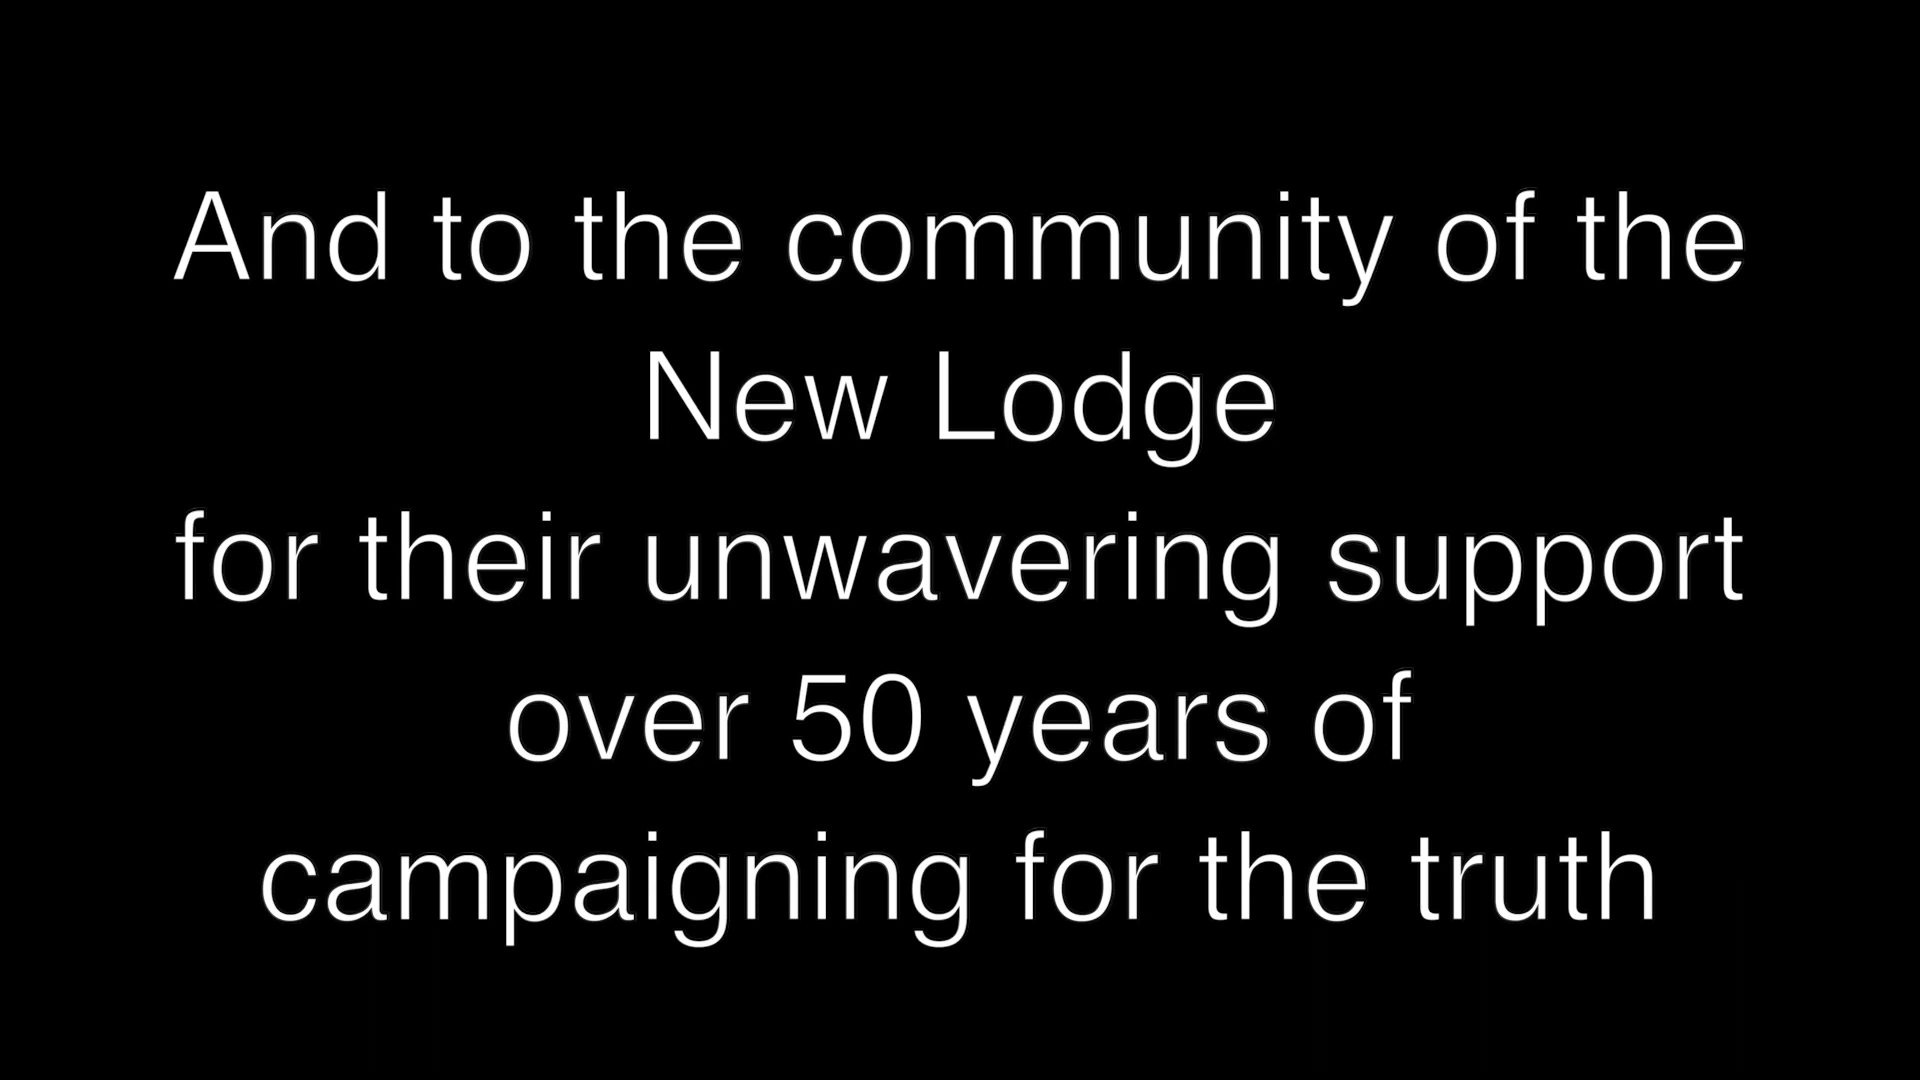 And to the community of the
New Lodge
for their unwavering support
over 50 years of
campaigning for the truth